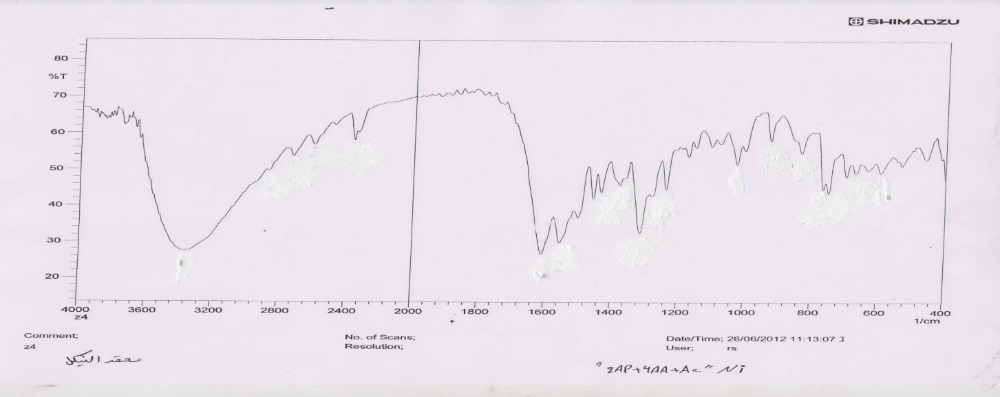 SHIMADZU
80
%T
70
60
50
40
30
20
4000 3600 3200 2800 2400 2000 1800 1600 1400 1200 1000 800 600 400
z4 1/cm
Comment; No. of Scans; Date/Time; 26/06/2012 11:13:07
z4 Resolution; User; rs
معقد النيكل
"2AP+4AA+Ac" Ni